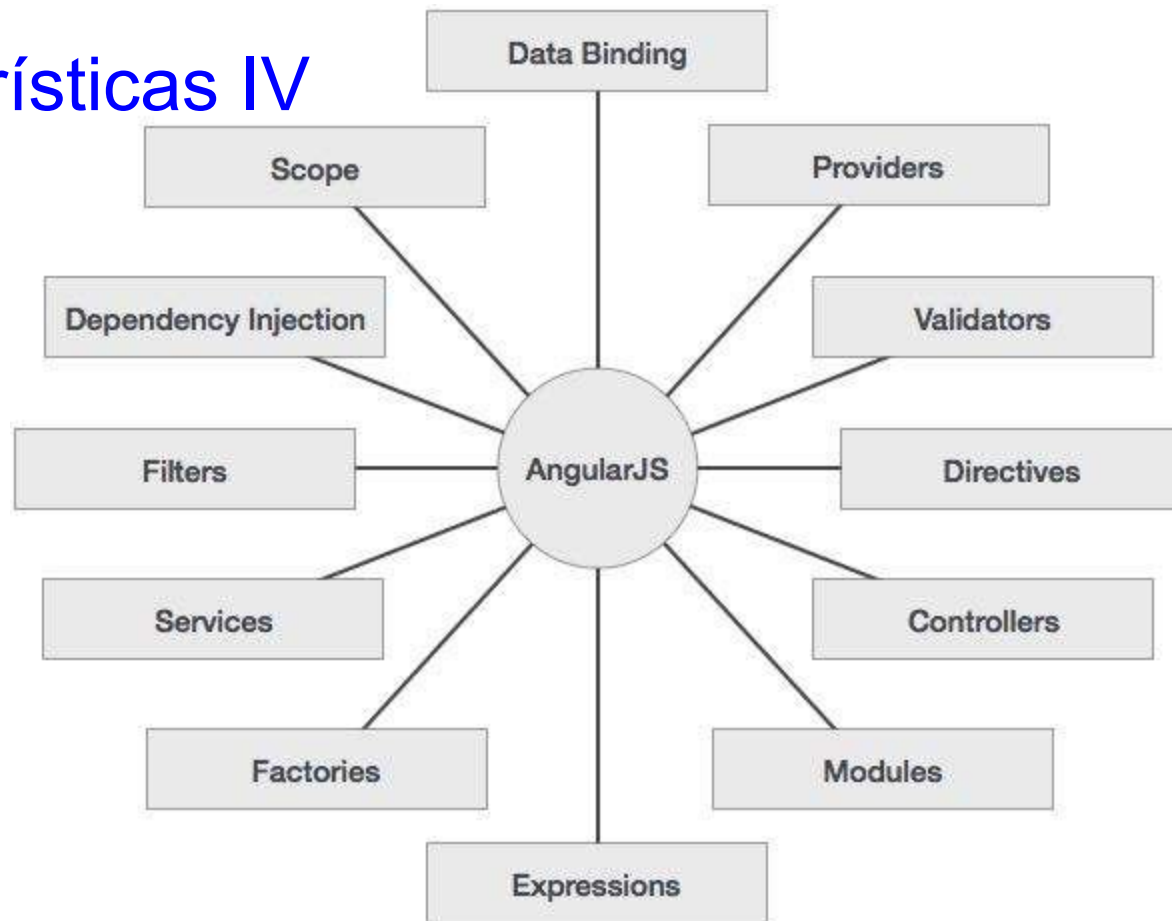 rísticas IV
Data Binding
Scope
Providers
Dependency Injection
Validators
Filters
AngularJS
Directives
Services
Controllers
Factories
Modules
Expressions